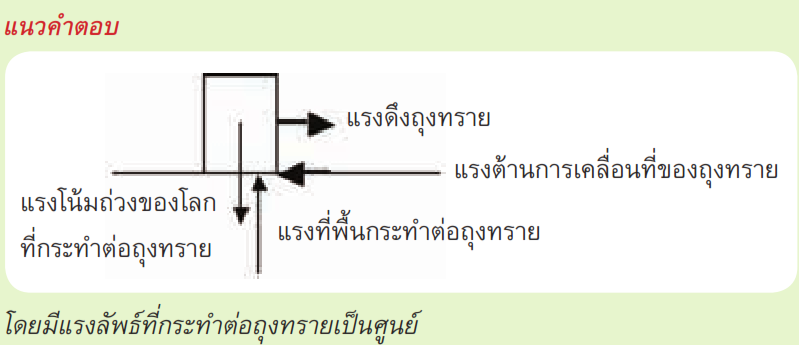 แนวคำตอบ
แรงดึงถุงทราย
แรงต้านการเคลื่อนที่ของถุงทราย
แรงโน้มถ่วงของโลก
ที่กระทำต่อถุงทราย
แรงที่พื้นกระทำต่อถุงทราย
โดยมีแรงลัพธ์ที่กระทำต่อถุงทรายเป็นศูนย์